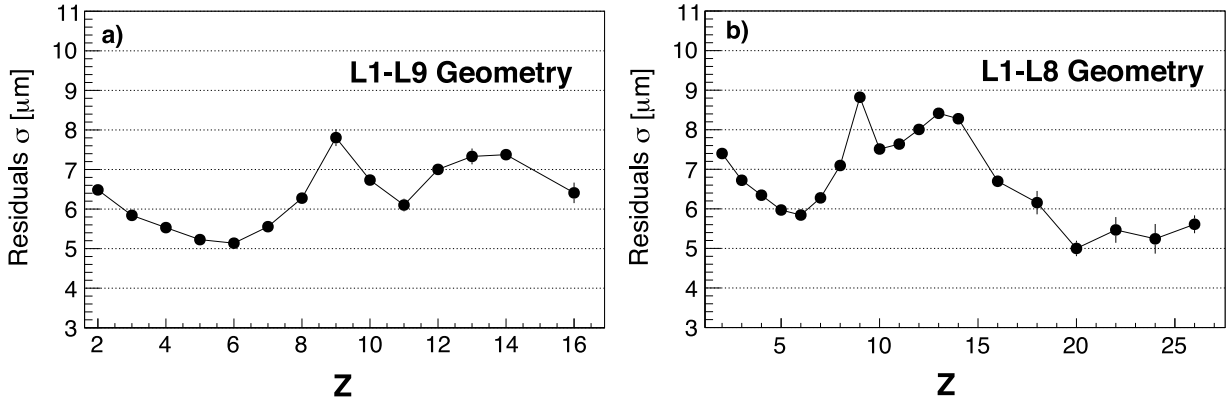 a)
L1-L9 Geometry
Residuals σ [μm]
11
10
9
8
7
6
5
4
3
2 4 6 8 10 12 14 16
Z
b)
L1-L8 Geometry
Residuals σ [μm]
11
10
9
8
7
6
5
4
3
5 10 15 20 25
Z